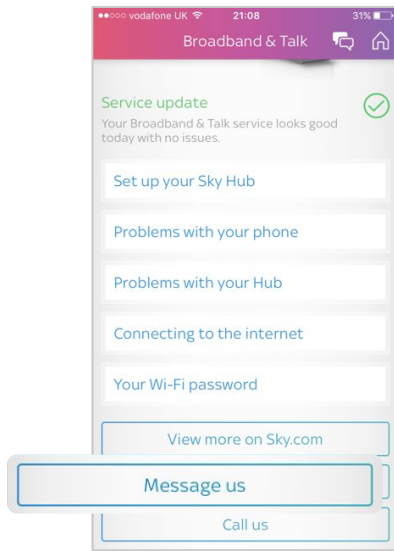 vodafone UK 21:08 31%
Broadband & Talk
Service update
Your Broadband & Talk service looks good
today with no issues.
Set up your Sky Hub
Problems with your phone
Problems with your Hub
Connecting to the internet
Your Wi-Fi password
View more on Sky.com
Message us
Call us